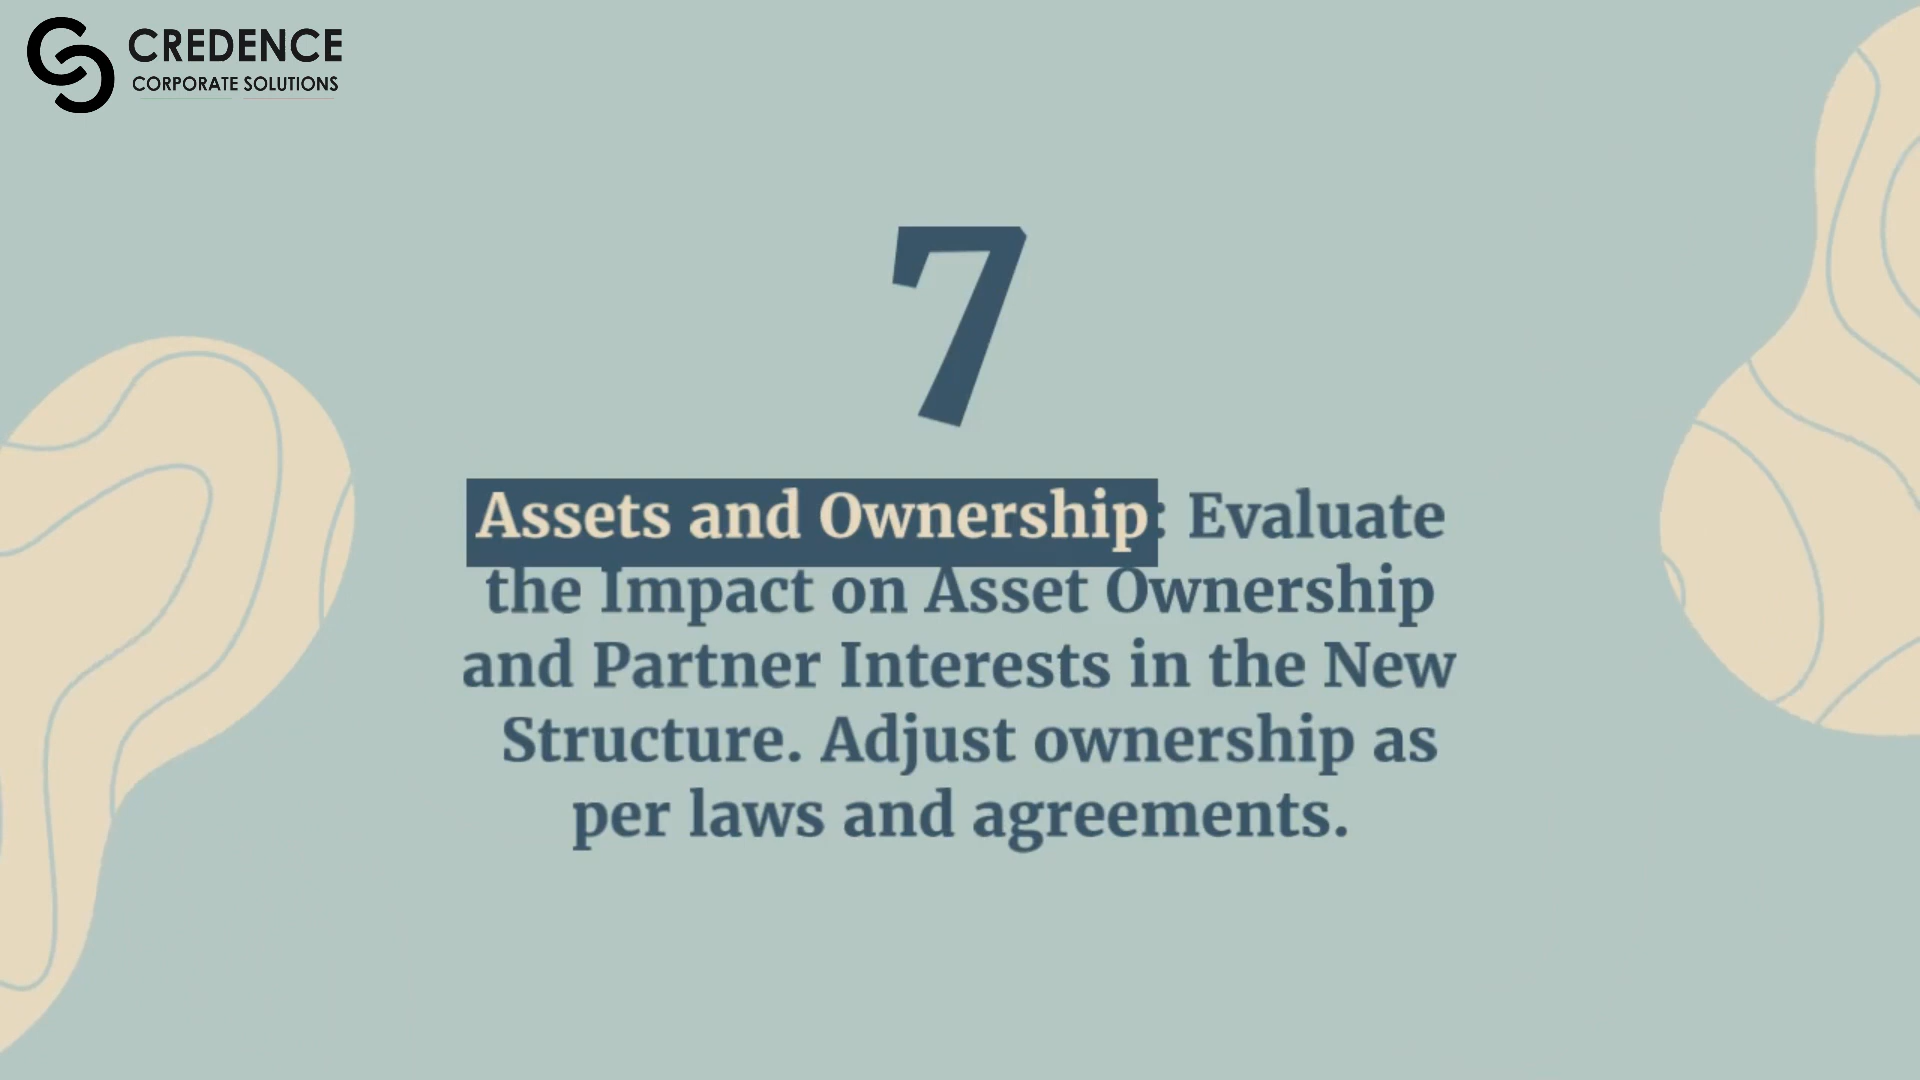 CREDENCE
CORPORATE SOLUTIONS
7
Assets and Ownership: Evaluate
the Impact on Asset Ownership
and Partner Interests in the New
Structure. Adjust ownership as
per laws and agreements.